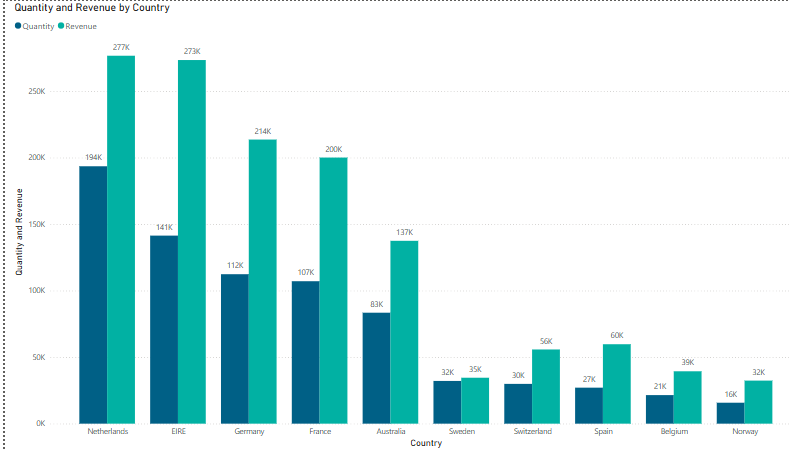 Quantity and Revenue by Country
Quantity Revenue
277K
273K
250K
214K
200K
200K
194K
150K
141K
137K
112K
107K
100K
83K
60K
56K
50K
39K
32K
35K
30K
27K
21K
16K
32K
0K
Quantity and Revenue
Netherlands EIRE Germany France Australia Sweden Switzerland Spain Belgium Norway
Country